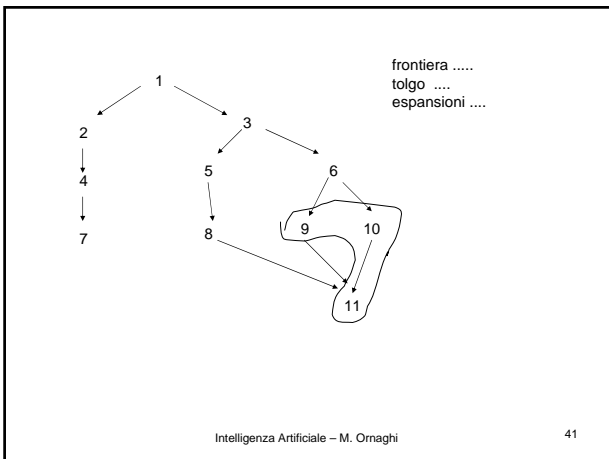 frontiera .....
tolgo ....
espansioni ....
1
2 3
4 5 6
7 8 9 10
11
Intelligenza Artificiale – M. Ornaghi 41